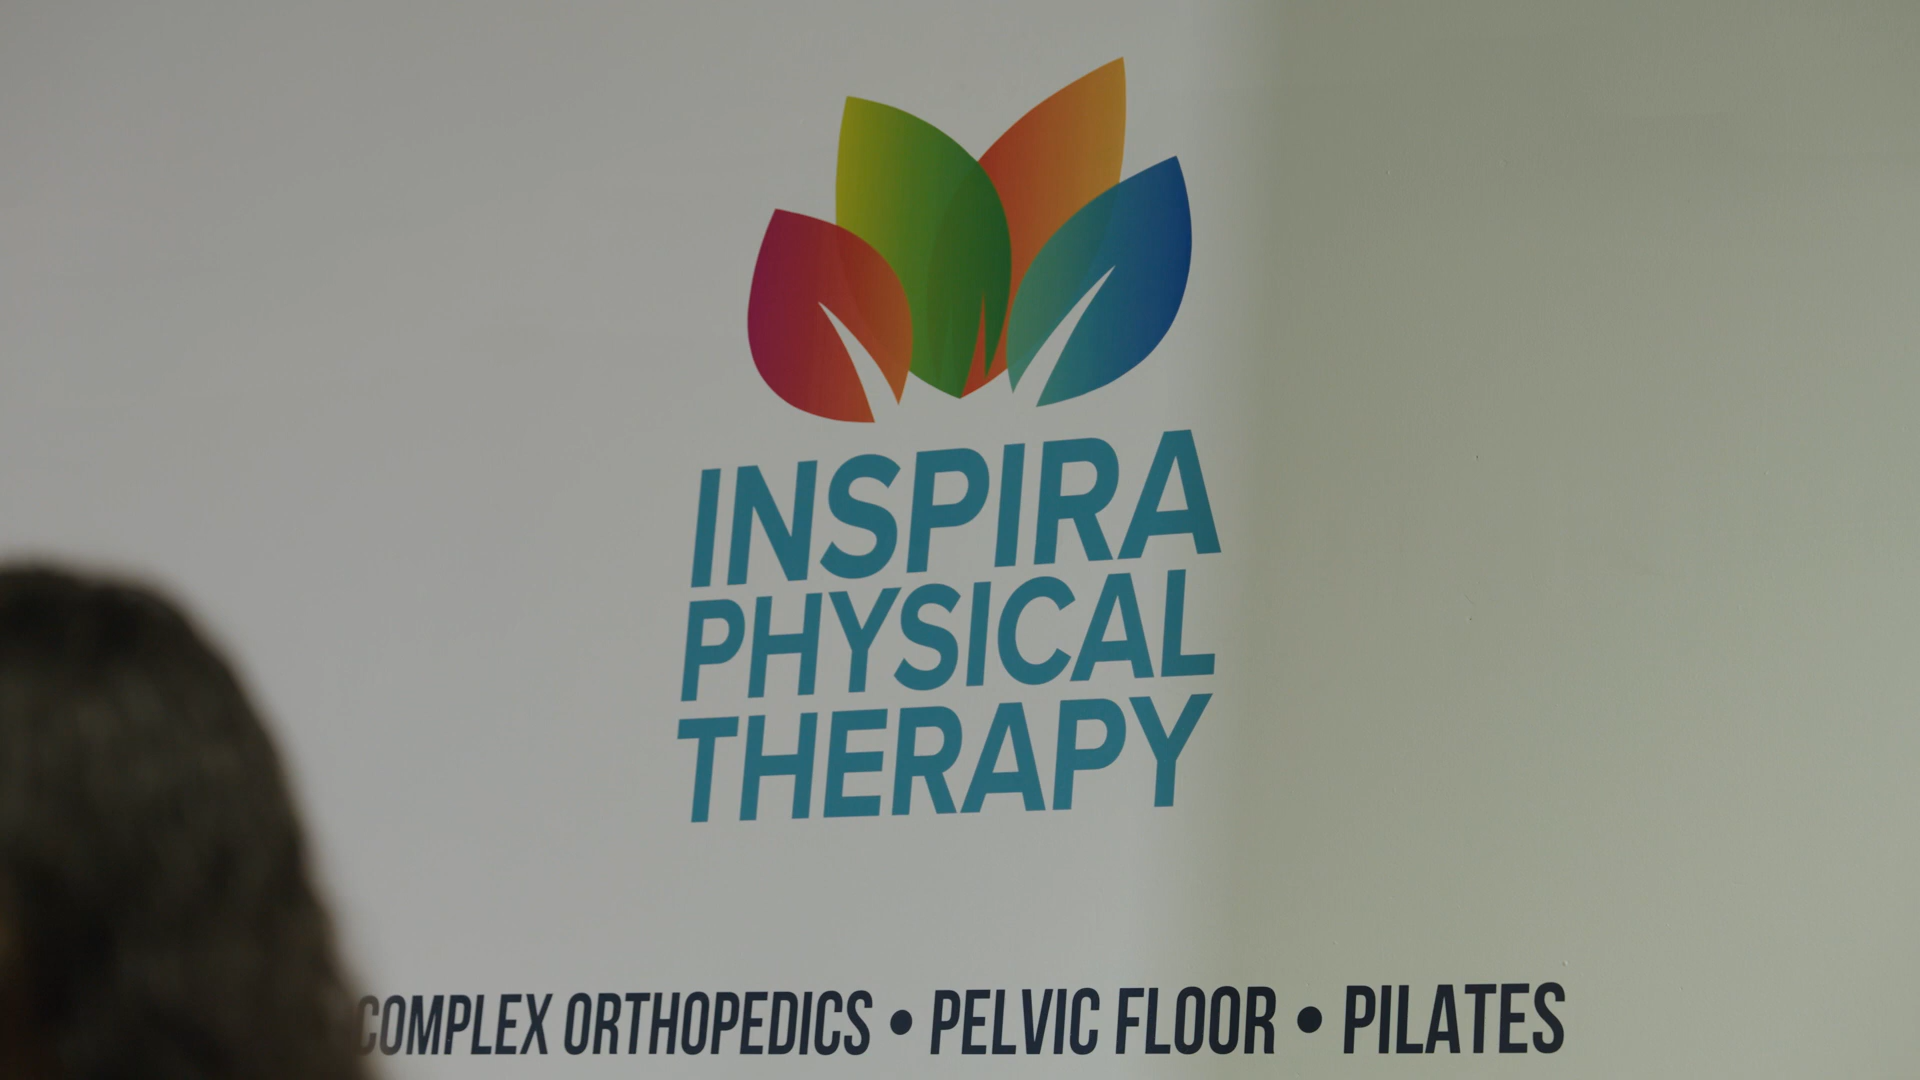 INSPIRA
PHYSICAL
THERAPY
COMPLEX ORTHOPEDICS • PELVIC FLOOR • PILATES